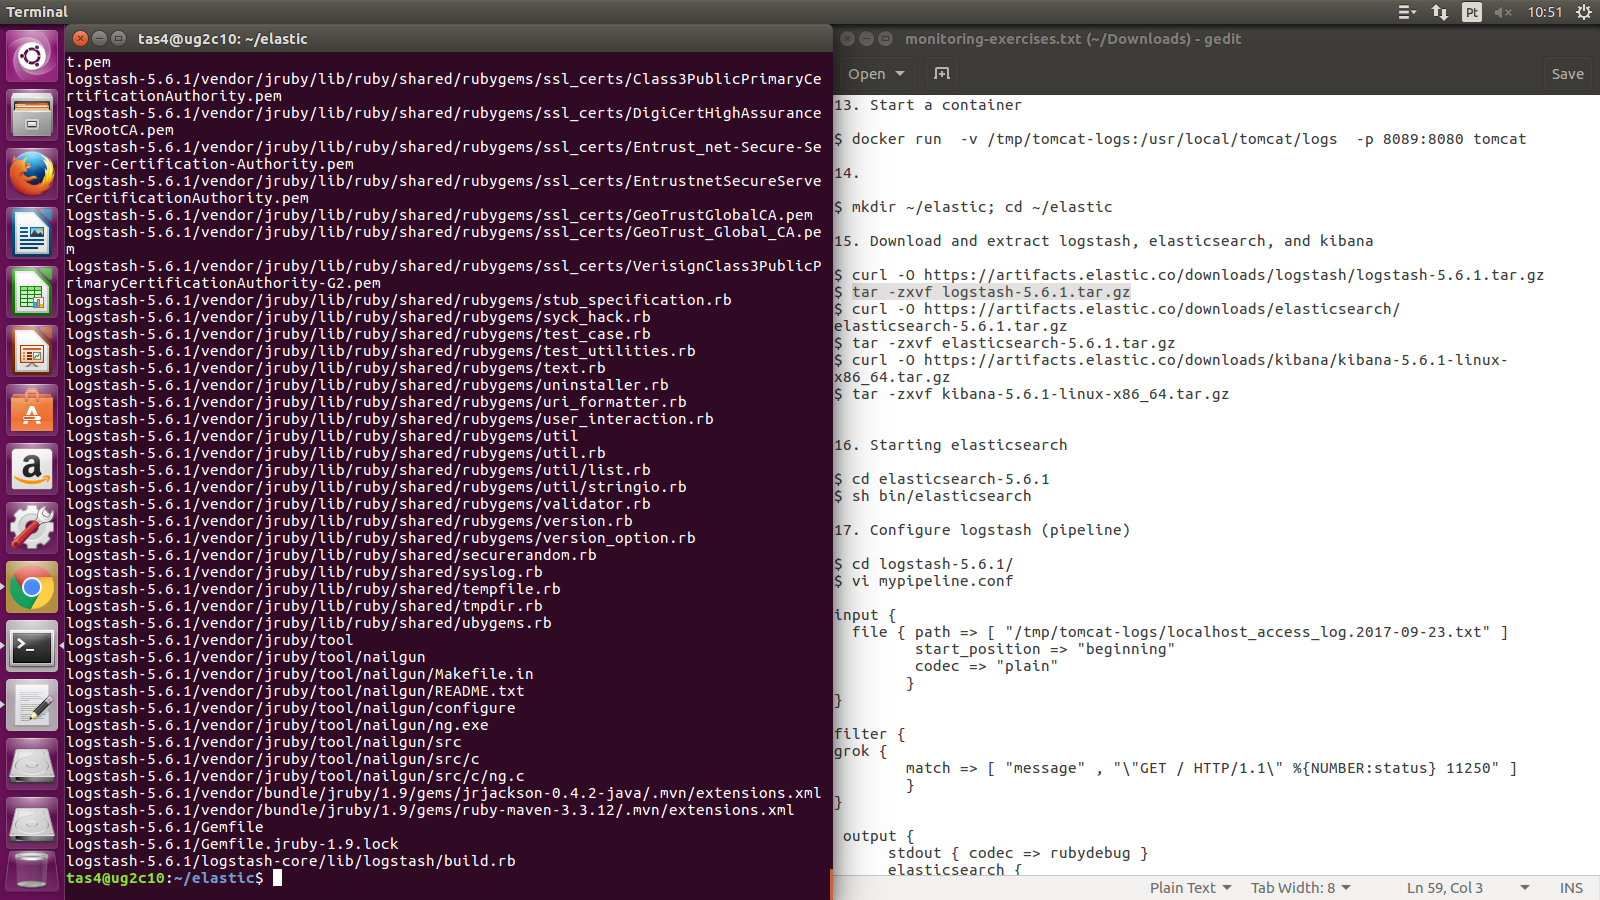 Terminal
Pt
10:51
tas4@ug2c10: ~/elastic
t.pem
logstash-5.6.1/vendor/jruby/lib/ruby/shared/rubygems/ssl_certs/Class3PublicPrimaryCe
rtificationAuthority.pem
logstash-5.6.1/vendor/jruby/lib/ruby/shared/rubygems/ssl_certs/DigiCertHighAssurance
EVRootCA.pem
logstash-5.6.1/vendor/jruby/lib/ruby/shared/rubygems/ssl_certs/Entrust_net-Secure-Se
rver-Certification-Authority.pem
logstash-5.6.1/vendor/jruby/lib/ruby/shared/rubygems/ssl_certs/EntrustnetSecureServe
rCertificationAuthority.pem
logstash-5.6.1/vendor/jruby/lib/ruby/shared/rubygems/ssl_certs/GeoTrustGlobalCA.pem
logstash-5.6.1/vendor/jruby/lib/ruby/shared/rubygems/ssl_certs/GeoTrust_Global_CA.pe
m
logstash-5.6.1/vendor/jruby/lib/ruby/shared/rubygems/ssl_certs/VerisignClass3PublicP
rimaryCertificationAuthority-G2.pem
logstash-5.6.1/vendor/jruby/lib/ruby/shared/rubygems/stub_specification.rb
logstash-5.6.1/vendor/jruby/lib/ruby/shared/rubygems/syck_hack.rb
logstash-5.6.1/vendor/jruby/lib/ruby/shared/rubygems/test_case.rb
logstash-5.6.1/vendor/jruby/lib/ruby/shared/rubygems/test_utilities.rb
logstash-5.6.1/vendor/jruby/lib/ruby/shared/rubygems/text.rb
logstash-5.6.1/vendor/jruby/lib/ruby/shared/rubygems/uninstaller.rb
logstash-5.6.1/vendor/jruby/lib/ruby/shared/rubygems/uri_formatter.rb
logstash-5.6.1/vendor/jruby/lib/ruby/shared/rubygems/user_interaction.rb
logstash-5.6.1/vendor/jruby/lib/ruby/shared/rubygems/util
logstash-5.6.1/vendor/jruby/lib/ruby/shared/rubygems/util.rb
logstash-5.6.1/vendor/jruby/lib/ruby/shared/rubygems/util/list.rb
logstash-5.6.1/vendor/jruby/lib/ruby/shared/rubygems/util/stringio.rb
logstash-5.6.1/vendor/jruby/lib/ruby/shared/rubygems/validator.rb
logstash-5.6.1/vendor/jruby/lib/ruby/shared/rubygems/version.rb
logstash-5.6.1/vendor/jruby/lib/ruby/shared/rubygems/version_option.rb
logstash-5.6.1/vendor/jruby/lib/ruby/shared/securerandom.rb
logstash-5.6.1/vendor/jruby/lib/ruby/shared/syslog.rb
logstash-5.6.1/vendor/jruby/lib/ruby/shared/tempfile.rb
logstash-5.6.1/vendor/jruby/lib/ruby/shared/tmpdir.rb
logstash-5.6.1/vendor/jruby/lib/ruby/shared/ubygems.rb
logstash-5.6.1/vendor/jruby/tool
logstash-5.6.1/vendor/jruby/tool/nailgun
logstash-5.6.1/vendor/jruby/tool/nailgun/Makefile.in
logstash-5.6.1/vendor/jruby/tool/nailgun/README.txt
logstash-5.6.1/vendor/jruby/tool/nailgun/configure
logstash-5.6.1/vendor/jruby/tool/nailgun/ng.exe
logstash-5.6.1/vendor/jruby/tool/nailgun/src
logstash-5.6.1/vendor/jruby/tool/nailgun/src/c
logstash-5.6.1/vendor/jruby/tool/nailgun/src/c/ng.c
logstash-5.6.1/vendor/bundle/jruby/1.9/gems/jrjackson-0.4.2-java/.mvn/extensions.xml
logstash-5.6.1/vendor/bundle/jruby/1.9/gems/ruby-maven-3.3.12/.mvn/extensions.xml
logstash-5.6.1/Gemfile
logstash-5.6.1/Gemfile.jruby-1.9.lock
logstash-5.6.1/logstash-core/lib/logstash/build.rb
tas4@ug2c10:~/elastic$
monitoring-exercises.txt (~/Downloads) - gedit
Open
Save
13. Start a container
$ docker run  -v /tmp/tomcat-logs:/usr/local/tomcat/logs  -p 8089:8080 tomcat
14.
$ mkdir ~/elastic; cd ~/elastic
15. Download and extract logstash, elasticsearch, and kibana
$ curl -O https://artifacts.elastic.co/downloads/logstash/logstash-5.6.1.tar.gz
$ tar -zxvf logstash-5.6.1.tar.gz
$ curl -O https://artifacts.elastic.co/downloads/elasticsearch/
elasticsearch-5.6.1.tar.gz
$ tar -zxvf elasticsearch-5.6.1.tar.gz
$ curl -O https://artifacts.elastic.co/downloads/kibana/kibana-5.6.1-linux-
x86_64.tar.gz
$ tar -zxvf kibana-5.6.1-linux-x86_64.tar.gz
16. Starting elasticsearch
$ cd elasticsearch-5.6.1
$ sh bin/elasticsearch
17. Configure logstash (pipeline)
$ cd logstash-5.6.1/
$ vi mypipeline.conf
input {
file { path => [ "/tmp/tomcat-logs/localhost_access_log.2017-09-23.txt" ]
start_position => "beginning"
codec => "plain"
}
}
filter {
grok {
match => [ "message" , "\"GET / HTTP/1.1\" %{NUMBER:status} 11250" ]
}
}
output {
stdout { codec => rubydebug }
elasticsearch {
Plain Text
Tab Width: 8
Ln 59, Col 3
INS